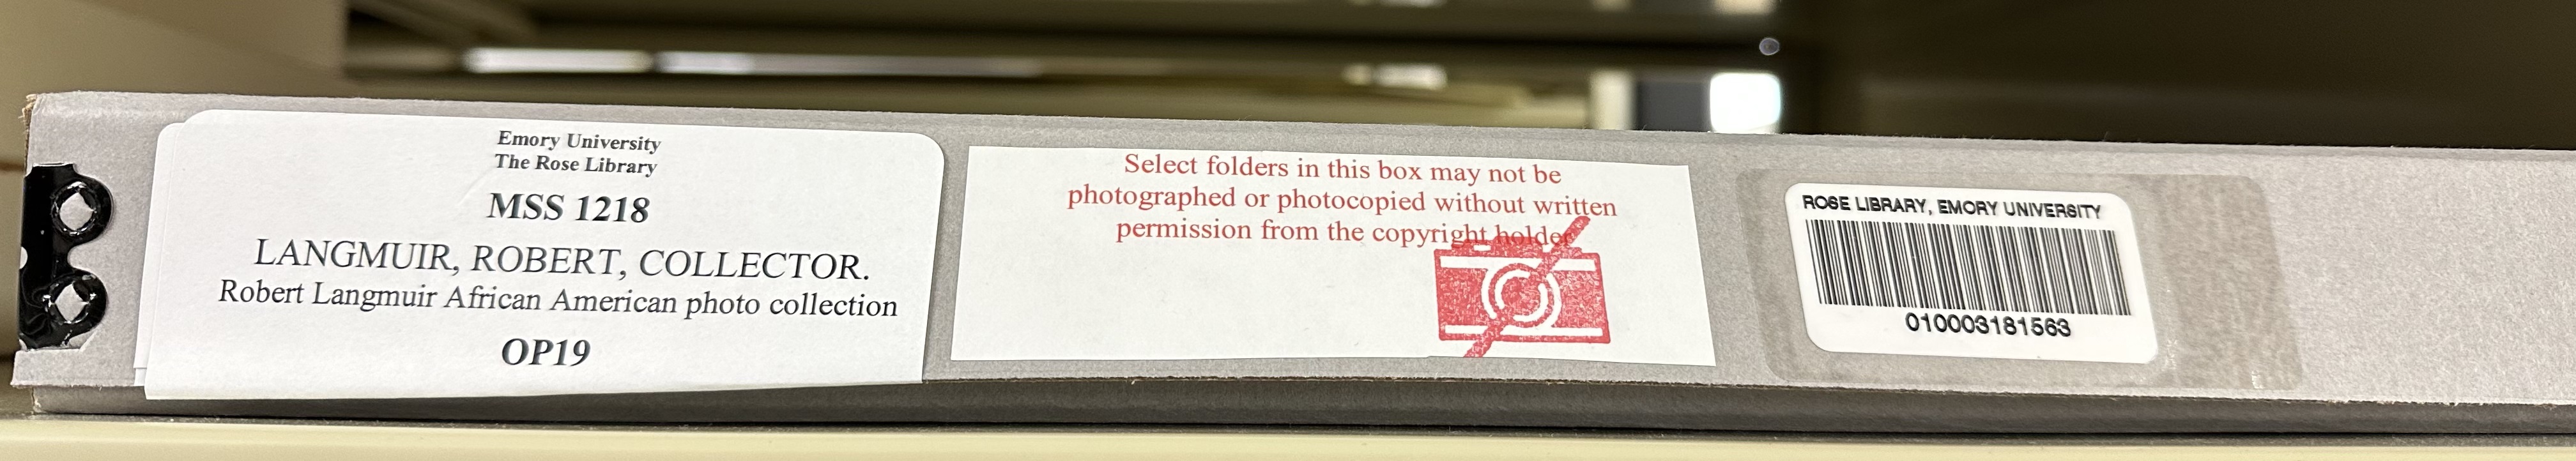 Emory University
The Rose Library
MSS 1218
LANGMUIR, ROBERT, COLLECTOR.
Robert Langmuir African American photo collection
OP19
Select folders in this box may not be
photographed or photocopied without written
permission from the copyright holder
ROSE LIBRARY, EMORY UNIVERSITY
010003181563